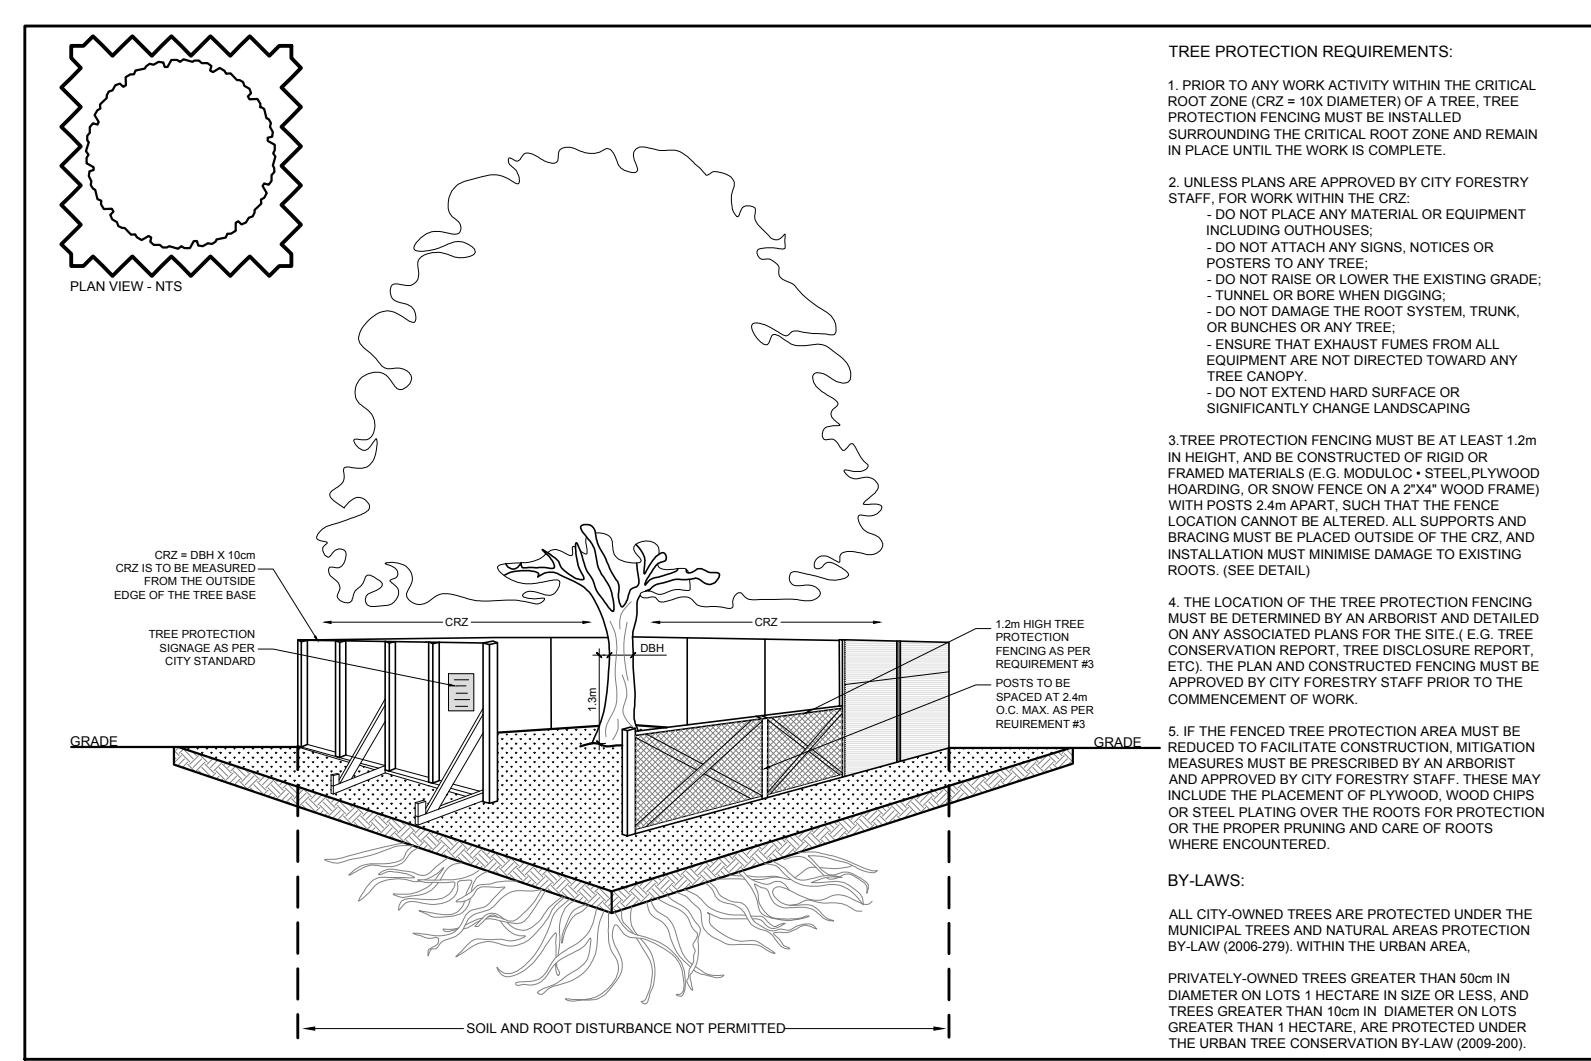 PLAN VIEW - NTS
CRZ = DBH X 10cm
CRZ IS TO BE MEASURED
FROM THE OUTSIDE
EDGE OF THE TREE BASE
TREE PROTECTION
SIGNAGE AS PER
CITY STANDARD
CRZ
CRZ
DBH
1.3m
1.2m HIGH TREE
PROTECTION
FENCING AS PER
REQUIREMENT #3
POSTS TO BE
SPACED AT 2.4m
O.C. MAX. AS PER
REUIREMENT #3
GRADE
GRADE
SOIL AND ROOT DISTURBANCE NOT PERMITTED
TREE PROTECTION REQUIREMENTS:
1. PRIOR TO ANY WORK ACTIVITY WITHIN THE CRITICAL
ROOT ZONE (CRZ = 10X DIAMETER) OF A TREE, TREE
PROTECTION FENCING MUST BE INSTALLED
SURROUNDING THE CRITICAL ROOT ZONE AND REMAIN
IN PLACE UNTIL THE WORK IS COMPLETE.
2. UNLESS PLANS ARE APPROVED BY CITY FORESTRY
STAFF, FOR WORK WITHIN THE CRZ:
- DO NOT PLACE ANY MATERIAL OR EQUIPMENT
INCLUDING OUTHOUSES;
- DO NOT ATTACH ANY SIGNS, NOTICES OR
POSTERS TO ANY TREE;
- DO NOT RAISE OR LOWER THE EXISTING GRADE;
- TUNNEL OR BORE WHEN DIGGING;
- DO NOT DAMAGE THE ROOT SYSTEM, TRUNK,
OR BUNCHES OR ANY TREE;
- ENSURE THAT EXHAUST FUMES FROM ALL
EQUIPMENT ARE NOT DIRECTED TOWARD ANY
TREE CANOPY.
- DO NOT EXTEND HARD SURFACE OR
SIGNIFICANTLY CHANGE LANDSCAPING
3.TREE PROTECTION FENCING MUST BE AT LEAST 1.2m
IN HEIGHT, AND BE CONSTRUCTED OF RIGID OR
FRAMED MATERIALS (E.G. MODULOC • STEEL,PLYWOOD
HOARDING, OR SNOW FENCE ON A 2"X4" WOOD FRAME)
WITH POSTS 2.4m APART, SUCH THAT THE FENCE
LOCATION CANNOT BE ALTERED. ALL SUPPORTS AND
BRACING MUST BE PLACED OUTSIDE OF THE CRZ, AND
INSTALLATION MUST MINIMISE DAMAGE TO EXISTING
ROOTS. (SEE DETAIL)
4. THE LOCATION OF THE TREE PROTECTION FENCING
MUST BE DETERMINED BY AN ARBORIST AND DETAILED
ON ANY ASSOCIATED PLANS FOR THE SITE.( E.G. TREE
CONSERVATION REPORT, TREE DISCLOSURE REPORT,
ETC). THE PLAN AND CONSTRUCTED FENCING MUST BE
APPROVED BY CITY FORESTRY STAFF PRIOR TO THE
COMMENCEMENT OF WORK.
5. IF THE FENCED TREE PROTECTION AREA MUST BE
REDUCED TO FACILITATE CONSTRUCTION, MITIGATION
MEASURES MUST BE PRESCRIBED BY AN ARBORIST
AND APPROVED BY CITY FORESTRY STAFF. THESE MAY
INCLUDE THE PLACEMENT OF PLYWOOD, WOOD CHIPS
OR STEEL PLATING OVER THE ROOTS FOR PROTECTION
OR THE PROPER PRUNING AND CARE OF ROOTS
WHERE ENCOUNTERED.
BY-LAWS:
ALL CITY-OWNED TREES ARE PROTECTED UNDER THE
MUNICIPAL TREES AND NATURAL AREAS PROTECTION
BY-LAW (2006-279). WITHIN THE URBAN AREA,
PRIVATELY-OWNED TREES GREATER THAN 50cm IN
DIAMETER ON LOTS 1 HECTARE IN SIZE OR LESS, AND
TREES GREATER THAN 10cm IN DIAMETER ON LOTS
GREATER THAN 1 HECTARE, ARE PROTECTED UNDER
THE URBAN TREE CONSERVATION BY-LAW (2009-200).